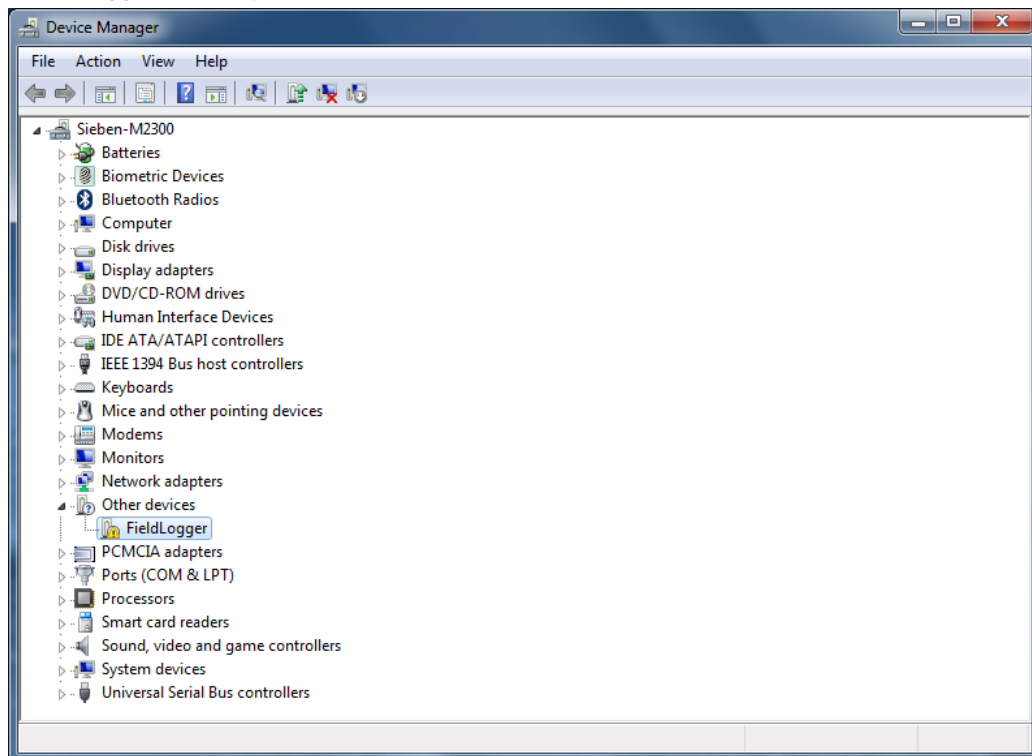 Device Manager
File Action View Help
Sieben-M2300
Batteries
Biometric Devices
Bluetooth Radios
Computer
Disk drives
Display adapters
DVD/CD-ROM drives
Human Interface Devices
IDE ATA/ATAPI controllers
IEEE 1394 Bus host controllers
Keyboards
Mice and other pointing devices
Modems
Monitors
Network adapters
Other devices
FieldLogger
PCMCIA adapters
Ports (COM & LPT)
Processors
Smart card readers
Sound, video and game controllers
System devices
Universal Serial Bus controllers